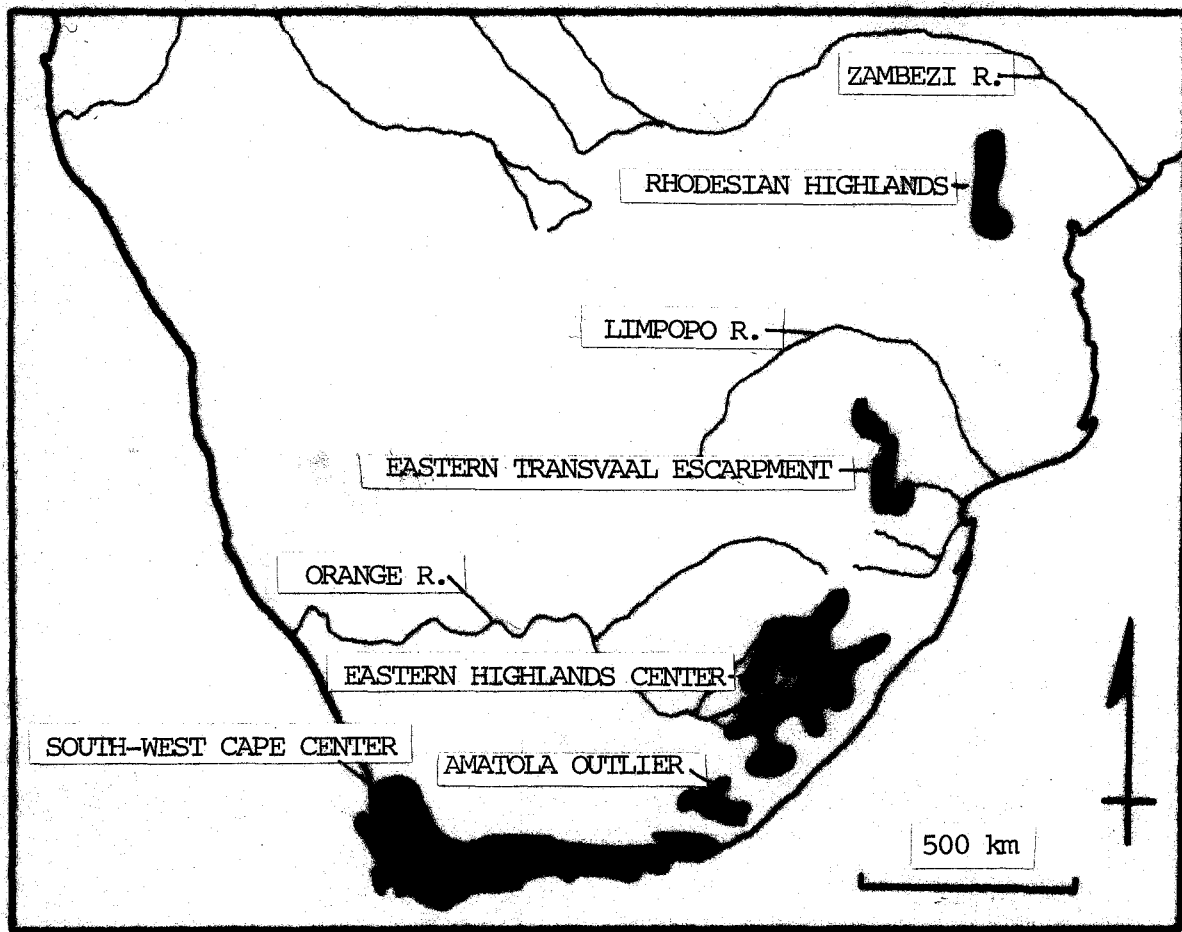 ZAMBEZI R.
RHODESIAN HIGHLANDS
LIMPOPO R.
EASTERN TRANSVAAL ESCARPMENT
ORANGE R.
EASTERN HIGHLANDS CENTER
SOUTH-WEST CAPE CENTER
AMATOLA OUTLIER
500 km